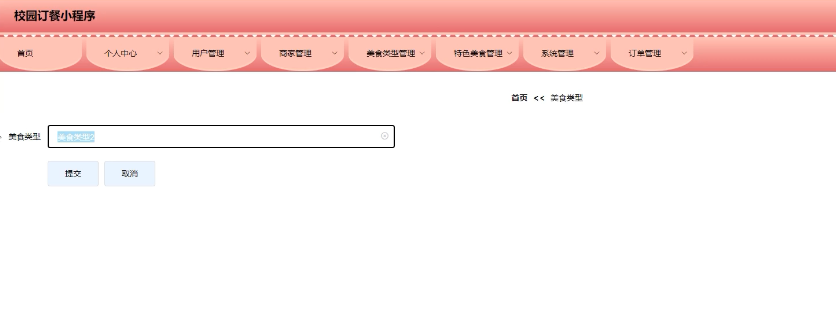 校园订餐小程序
首页 个人中心 用户管理 商家管理 美食类型管理 特色美食管理 系统管理 订单管理
首页 << 美食类型
美食类型 美食类型2
提交 取消